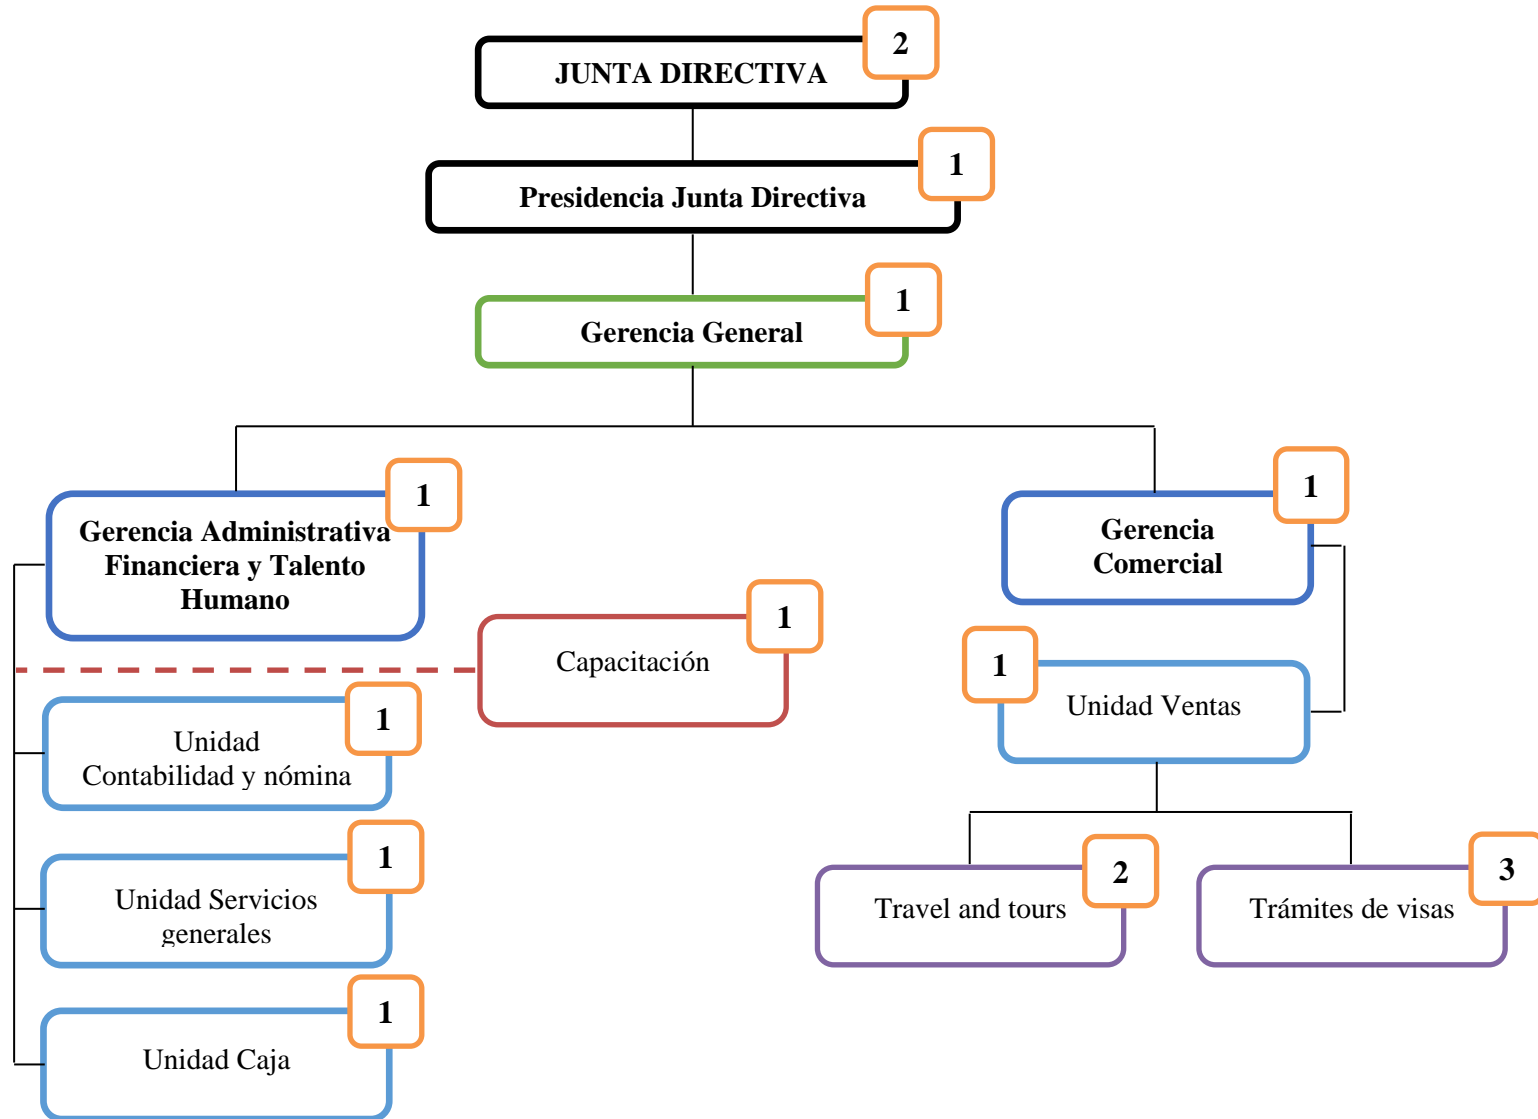 2
JUNTA DIRECTIVA
1
Presidencia Junta Directiva
1
Gerencia General
1
Gerencia Administrativa
Financiera y Talento
Humano
1
Gerencia
Comercial
1
Capacitación
1
Unidad Ventas
1
Unidad
Contabilidad y nómina
1
Unidad Servicios
generales
2
Travel and tours
3
Trámites de visas
1
Unidad Caja